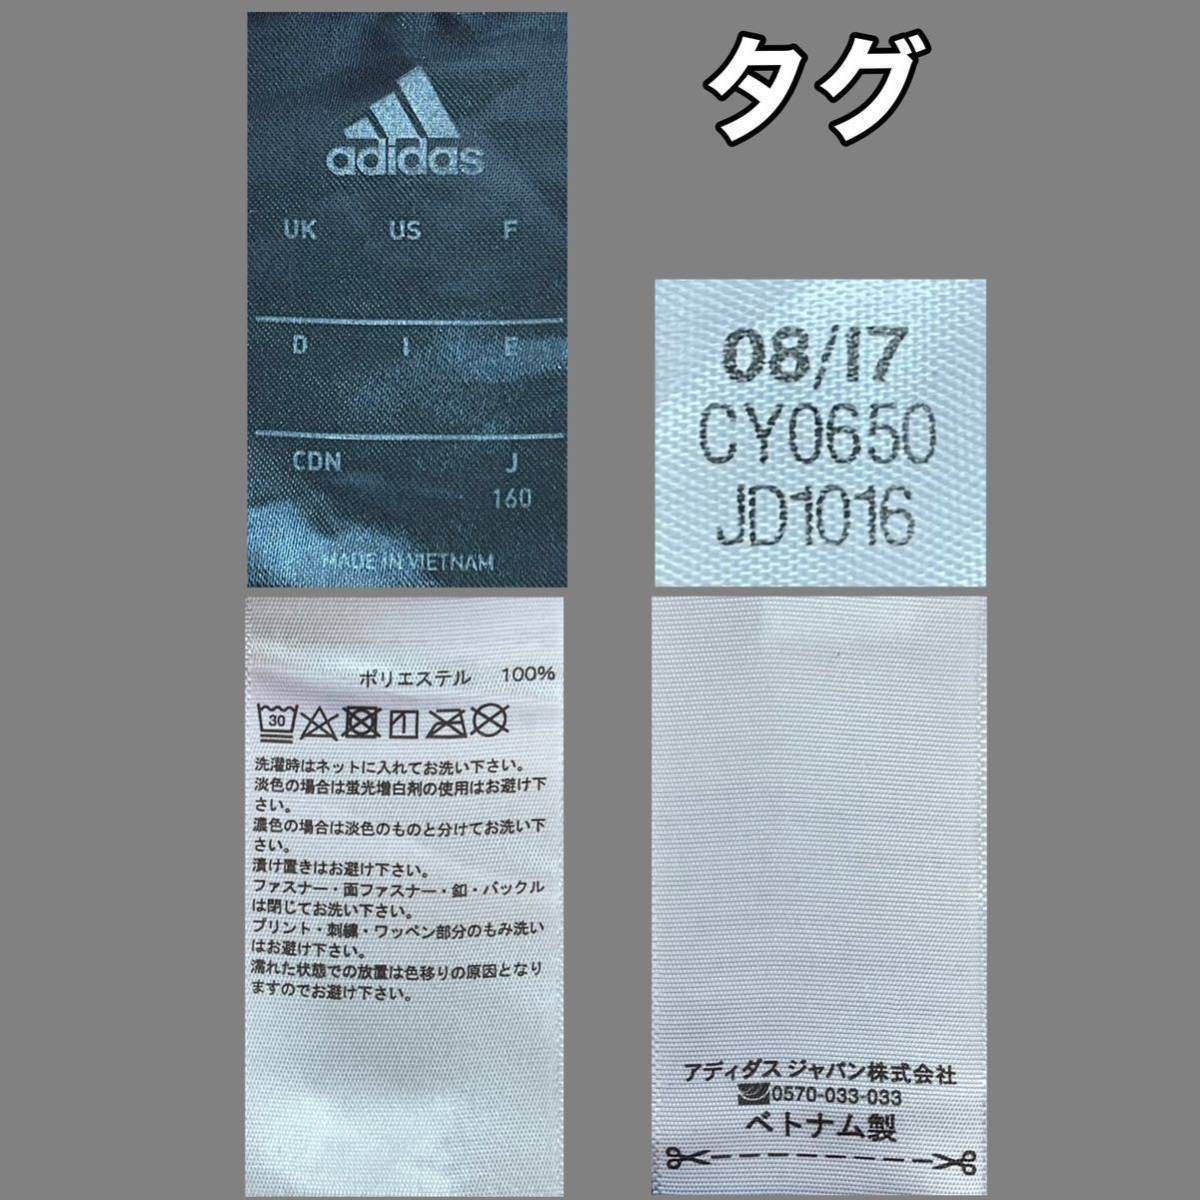 タグ
adidas
UK US F
D I E
CDN J
160
MADE IN VIETNAM
08/17
CY0650
JD1016
ポリエステル 100%
30
洗濯時はネットに入れてお洗い下さい。
淡色の場合は蛍光増白剤の使用はお避け下
さい。
濃色の場合は淡色のものと分けてお洗い下
さい。
漬け置きはお避け下さい。
ファスナー・面ファスナー・釦・バックル
は閉じてお洗い下さい。
プリント・刺繍・ワッペン部分のもみ洗い
はお避け下さい。
濡れた状態での放置は色移りの原因となり
ますのでお避け下さい。
アディダス ジャパン株式会社
0570-033-033
ベトナム製